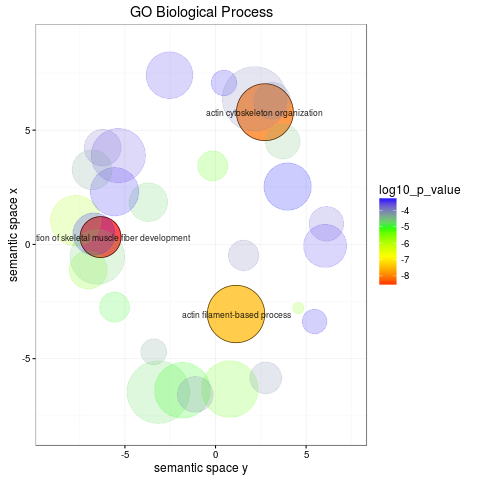 GO Biological Process
actin cytoskeleton organization
tion of skeletal muscle fiber development
actin filament-based process
5
0
-5
-5
0
5
semantic space y
semantic space x
log10_p_value
-4
-5
-6
-7
-8